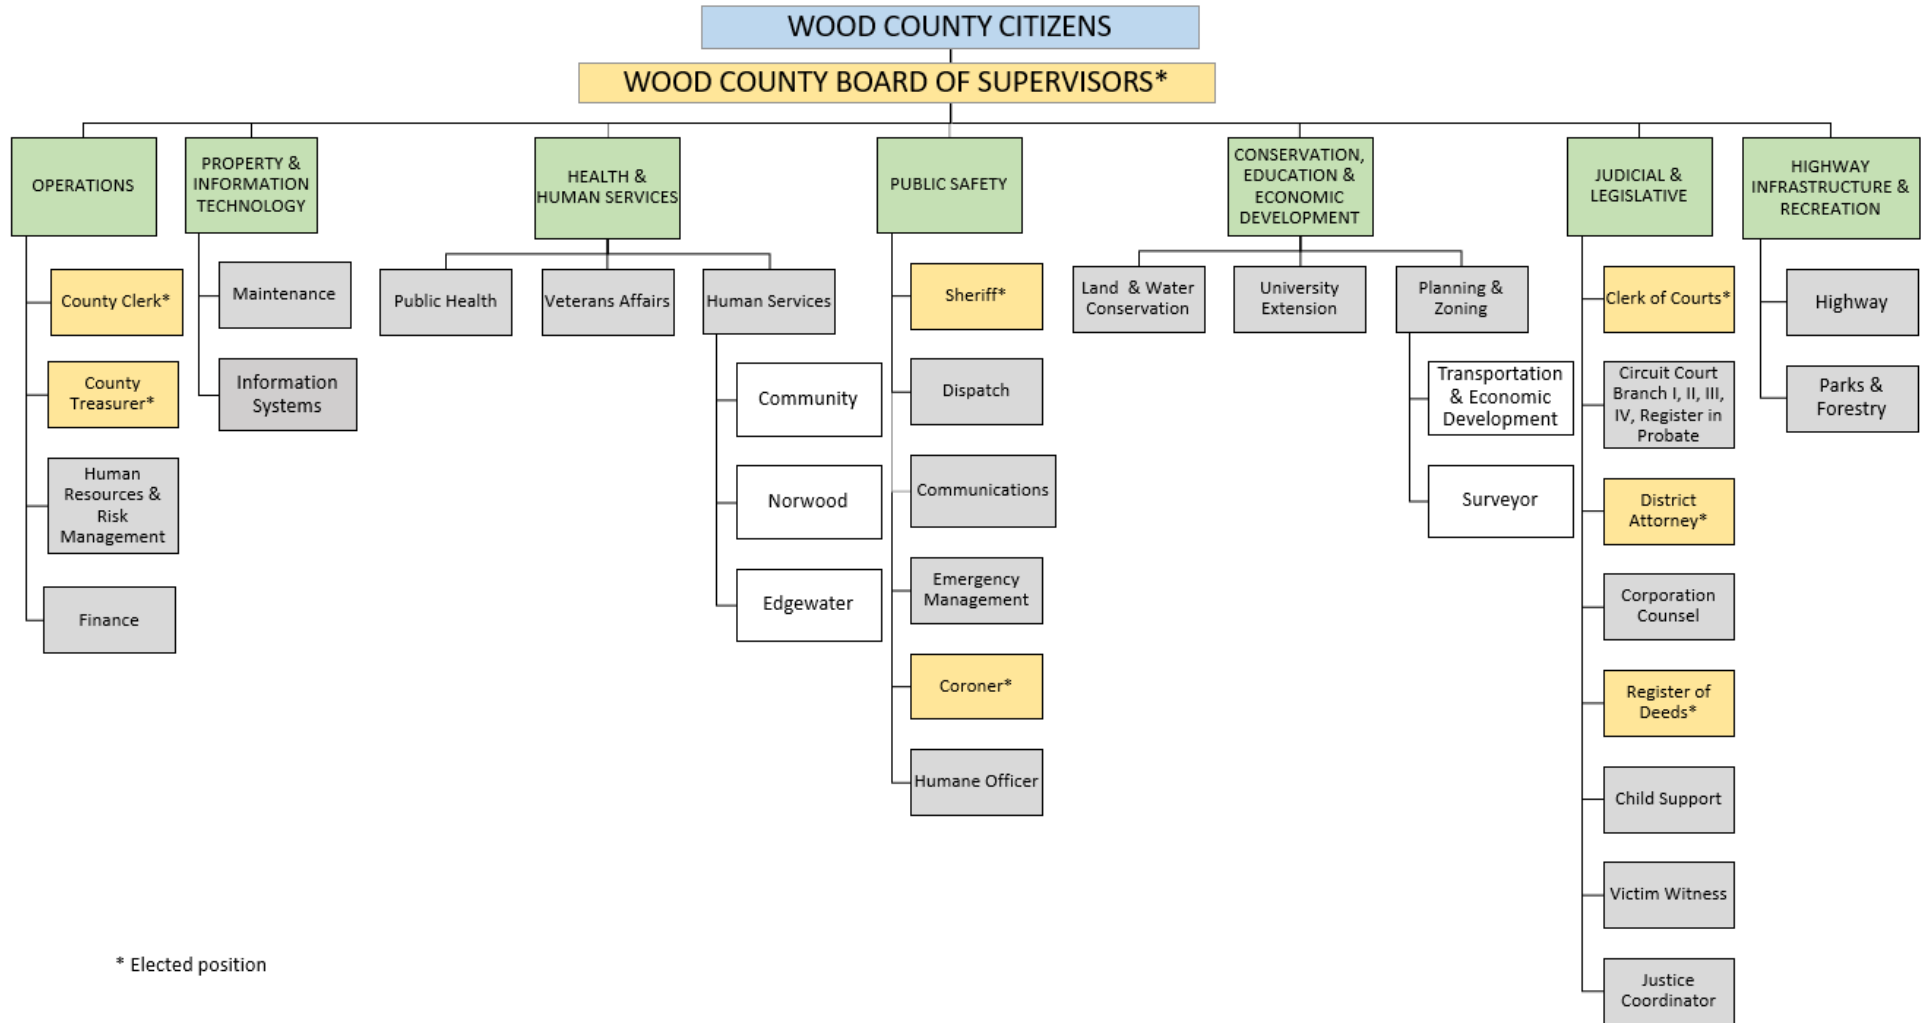 WOOD COUNTY CITIZENS
WOOD COUNTY BOARD OF SUPERVISORS*
OPERATIONS
County Clerk*
County
Treasurer*
Human
Resources &
Risk
Management
Finance
PROPERTY &
INFORMATION
TECHNOLOGY
Maintenance
Information
Systems
HEALTH &
HUMAN SERVICES
Public Health
Veterans Affairs
Human Services
Community
Norwood
Edgewater
PUBLIC SAFETY
Sheriff*
Dispatch
Communications
Emergency
Management
Coroner*
Humane Officer
CONSERVATION,
EDUCATION &
ECONOMIC
DEVELOPMENT
Land & Water
Conservation
University
Extension
Planning &
Zoning
Transportation
& Economic
Development
Surveyor
JUDICIAL &
LEGISLATIVE
Clerk of Courts*
Circuit Court
Branch I, II, III,
IV, Register in
Probate
District
Attorney*
Corporation
Counsel
Register of
Deeds*
Child Support
Victim Witness
Justice
Coordinator
HIGHWAY
INFRASTRUCTURE &
RECREATION
Highway
Parks &
Forestry
* Elected position